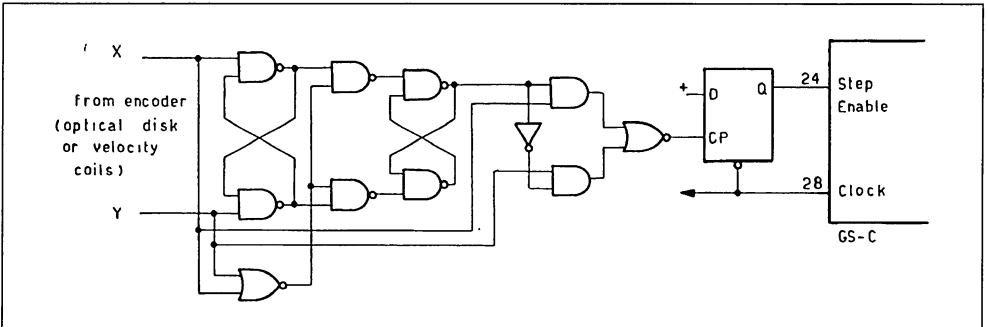 X
from encoder
(optical disk
or velocity
coils)
Y
+
D
Q
CP
24
Step
Enable
28
Clock
GS-C